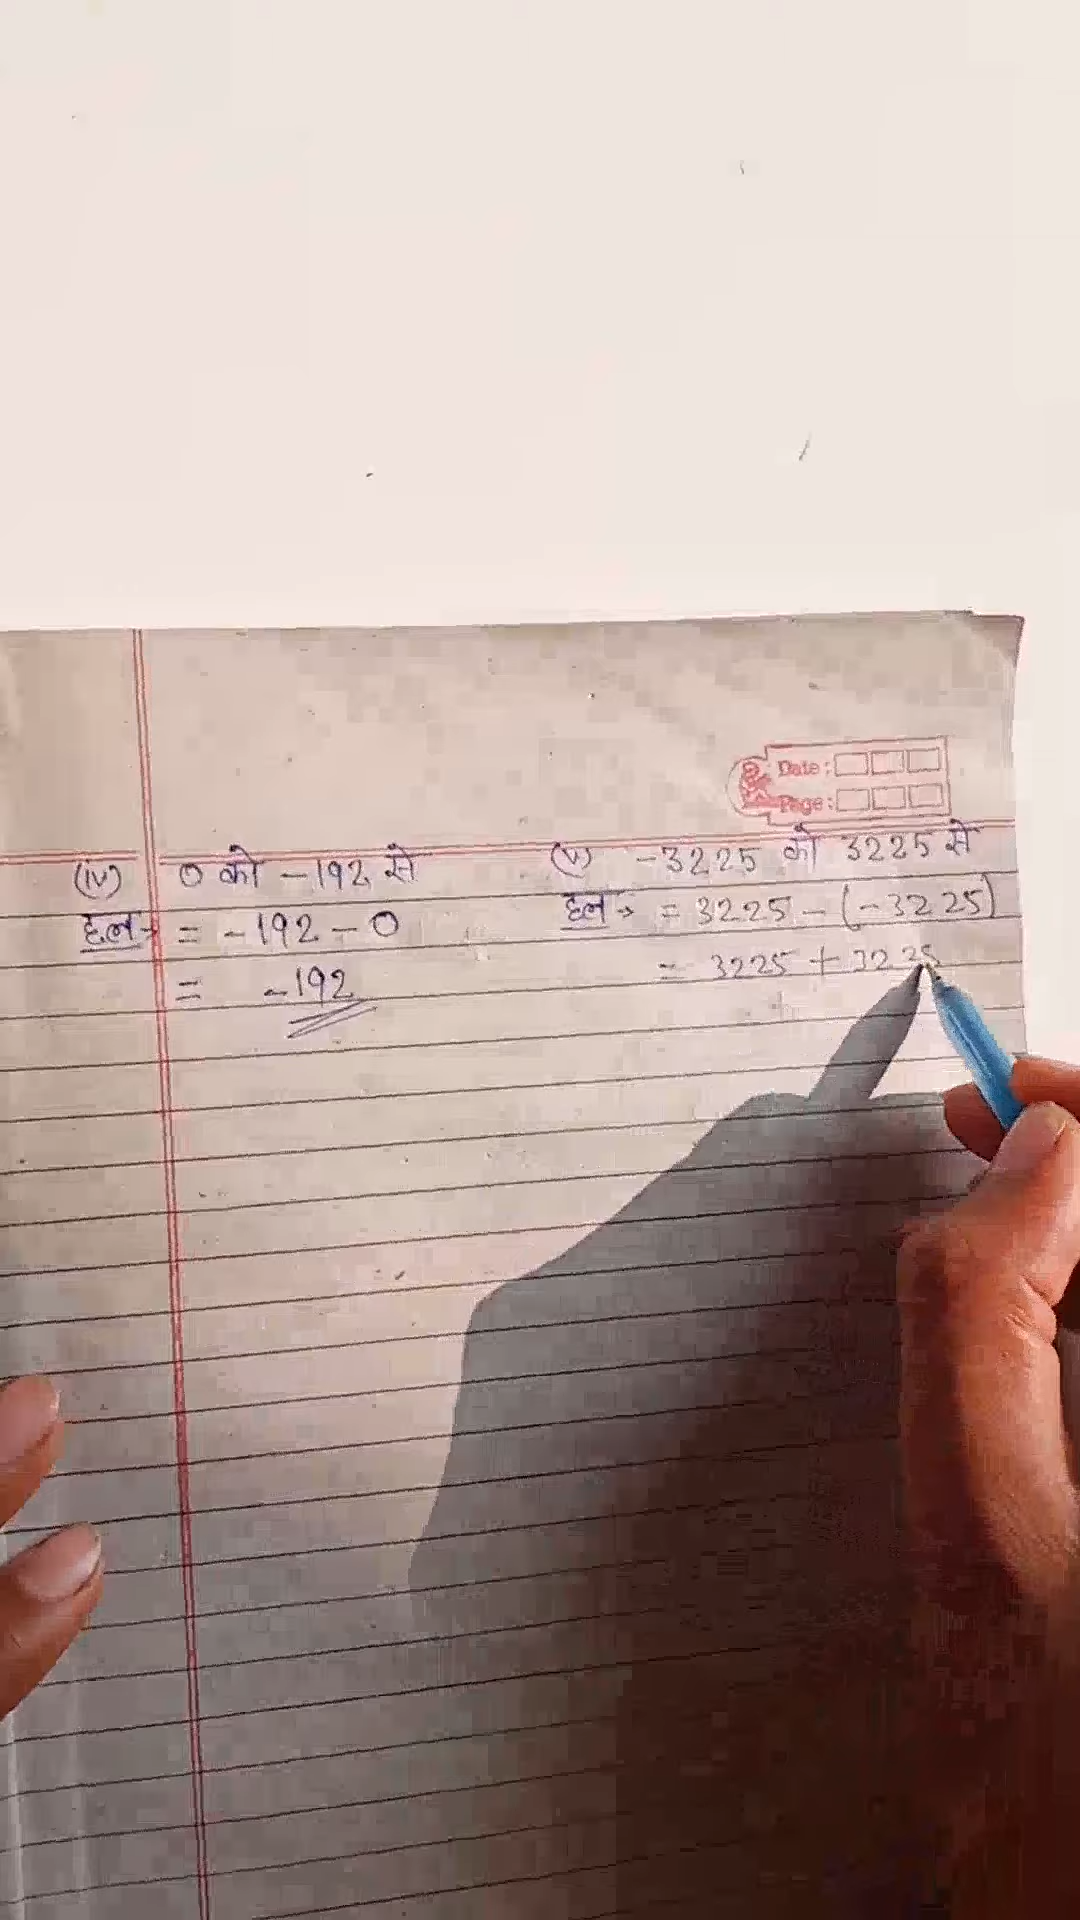 Date:
Page:
(iv) 0 को -192 से
हल→ = -192 - 0
= -192
(v) -3225 को 3225 से
हल→ = 3225 - (-3225)
= 3225 + 3225